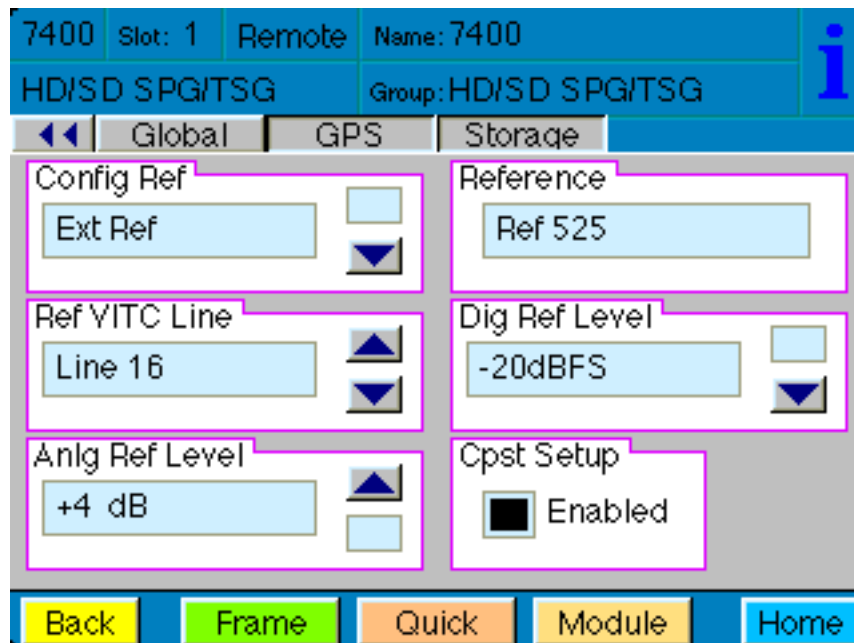 7400 Slot: 1 Remote Name: 7400
HD/SD SPG/TSG Group: HD/SD SPG/TSG
i
Global GPS Storage
Config Ref
Ext Ref
Reference
Ref 525
Ref VITC Line
Line 16
Dig Ref Level
-20dBFS
Anlg Ref Level
+4 dB
Cpst Setup
Enabled
Back Frame Quick Module Home